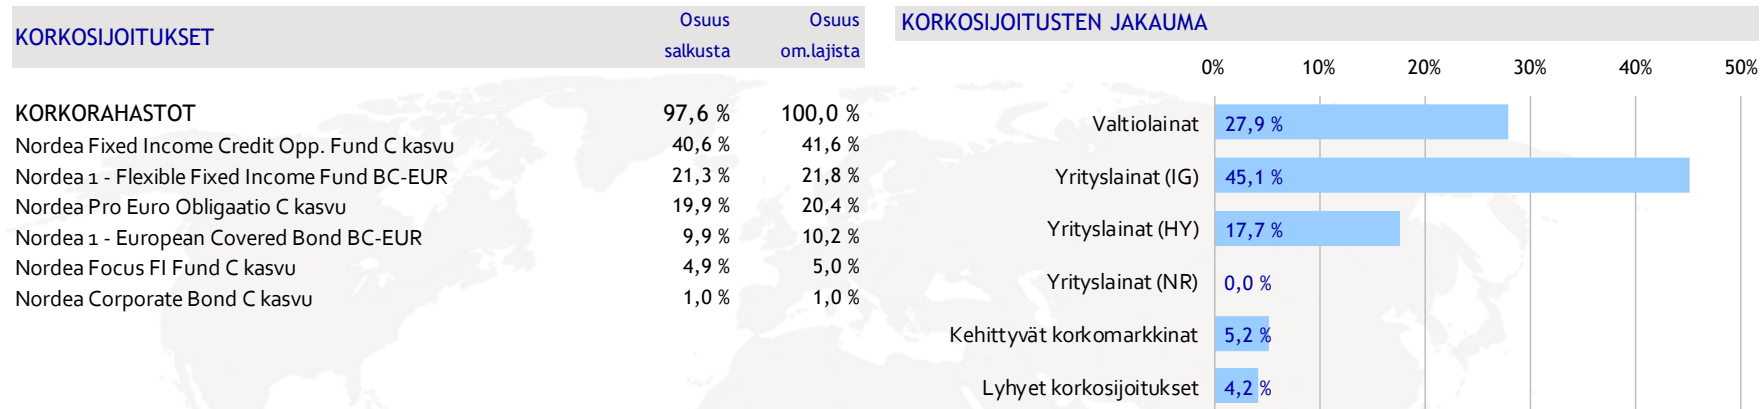 KORKOSIJOITUKSET Osuus salkusta Osuus om.lajista
KORKORAHASTOT 97,6 % 100,0 %
Nordea Fixed Income Credit Opp. Fund C kasvu 40,6 % 41,6 %
Nordea 1 - Flexible Fixed Income Fund BC-EUR 21,3 % 21,8 %
Nordea Pro Euro Obligaatio C kasvu 19,9 % 20,4 %
Nordea 1 - European Covered Bond BC-EUR 9,9 % 10,2 %
Nordea Focus FI Fund C kasvu 4,9 % 5,0 %
Nordea Corporate Bond C kasvu 1,0 % 1,0 %
KORKOSIJOITUSTEN JAKAUMA
0% 10% 20% 30% 40% 50%
Valtiolainat 27,9 %
Yrityslainat (IG) 45,1 %
Yrityslainat (HY) 17,7 %
Yrityslainat (NR) 0,0 %
Kehittyvät korkomarkkinat 5,2 %
Lyhyet korkosijoitukset 4,2 %